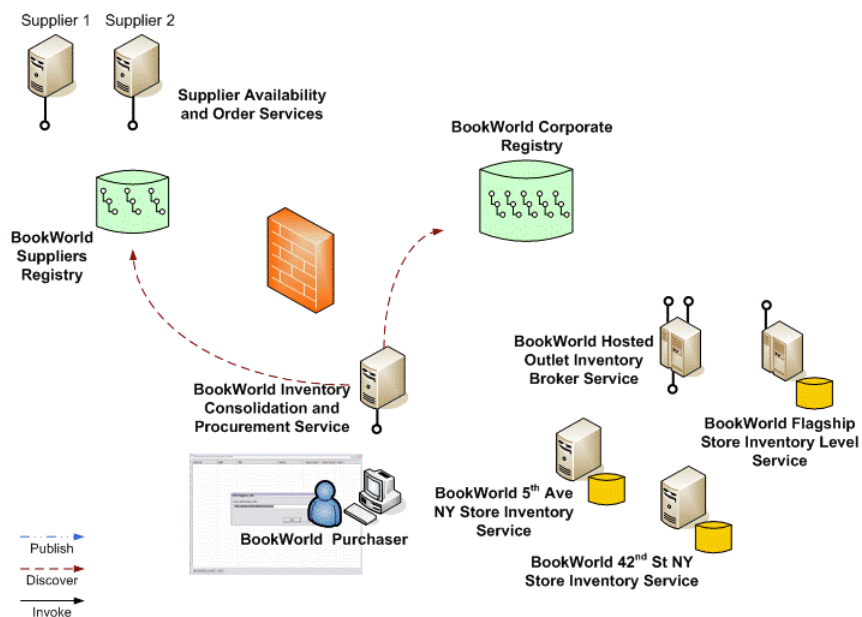 Supplier 1
Supplier 2
Supplier Availability
and Order Services
BookWorld Corporate
Registry
BookWorld
Suppliers
Registry
BookWorld Hosted
Outlet Inventory
Broker Service
BookWorld Inventory
Consolidation and
Procurement Service
BookWorld Flagship
Store Inventory Level
Service
BookWorld 5th Ave
NY Store Inventory
Service
BookWorld Purchaser
BookWorld 42nd St NY
Store Inventory Service
Publish
Discover
Invoke